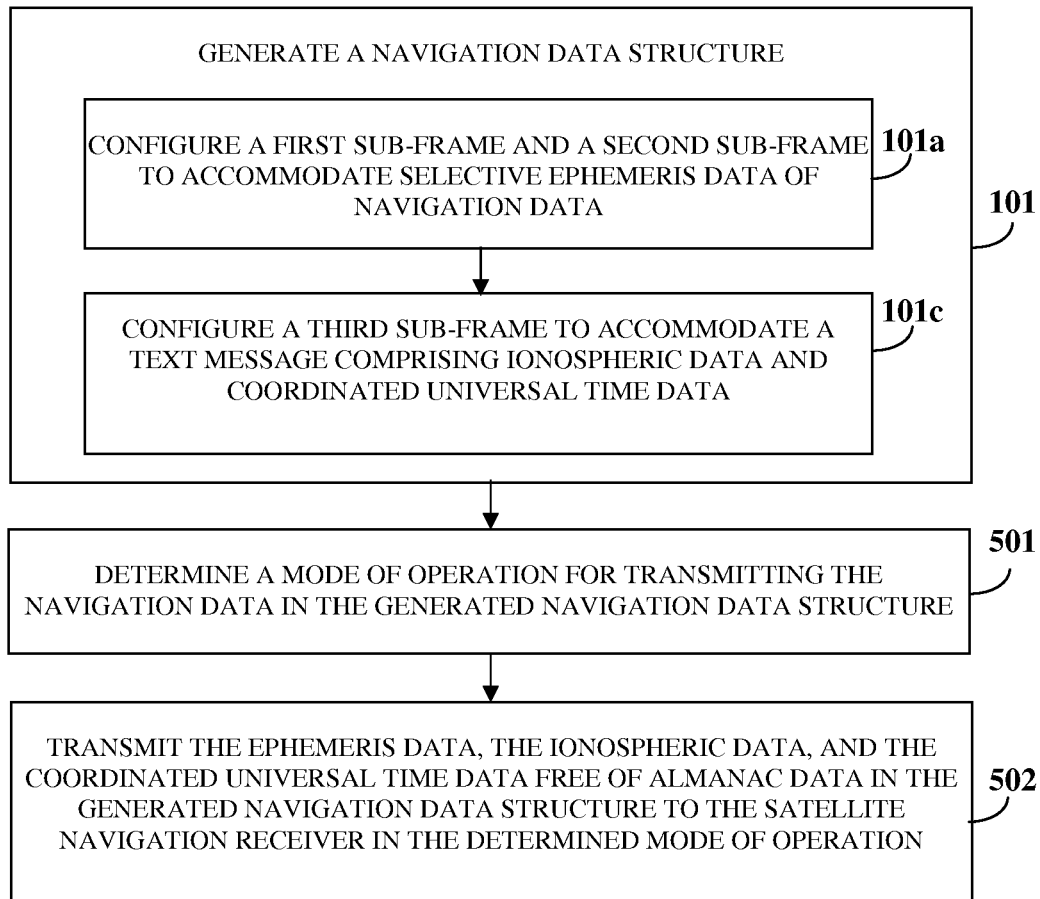 GENERATE A NAVIGATION DATA STRUCTURE
CONFIGURE A FIRST SUB-FRAME AND A SECOND SUB-FRAME
TO ACCOMMODATE SELECTIVE EPHEMERIS DATA OF
NAVIGATION DATA
101a
101
CONFIGURE A THIRD SUB-FRAME TO ACCOMMODATE A
TEXT MESSAGE COMPRISING IONOSPHERIC DATA AND
COORDINATED UNIVERSAL TIME DATA
101c
DETERMINE A MODE OF OPERATION FOR TRANSMITTING THE
NAVIGATION DATA IN THE GENERATED NAVIGATION DATA STRUCTURE
501
TRANSMIT THE EPHEMERIS DATA, THE IONOSPHERIC DATA, AND THE
COORDINATED UNIVERSAL TIME DATA FREE OF ALMANAC DATA IN THE
GENERATED NAVIGATION DATA STRUCTURE TO THE SATELLITE
NAVIGATION RECEIVER IN THE DETERMINED MODE OF OPERATION
502